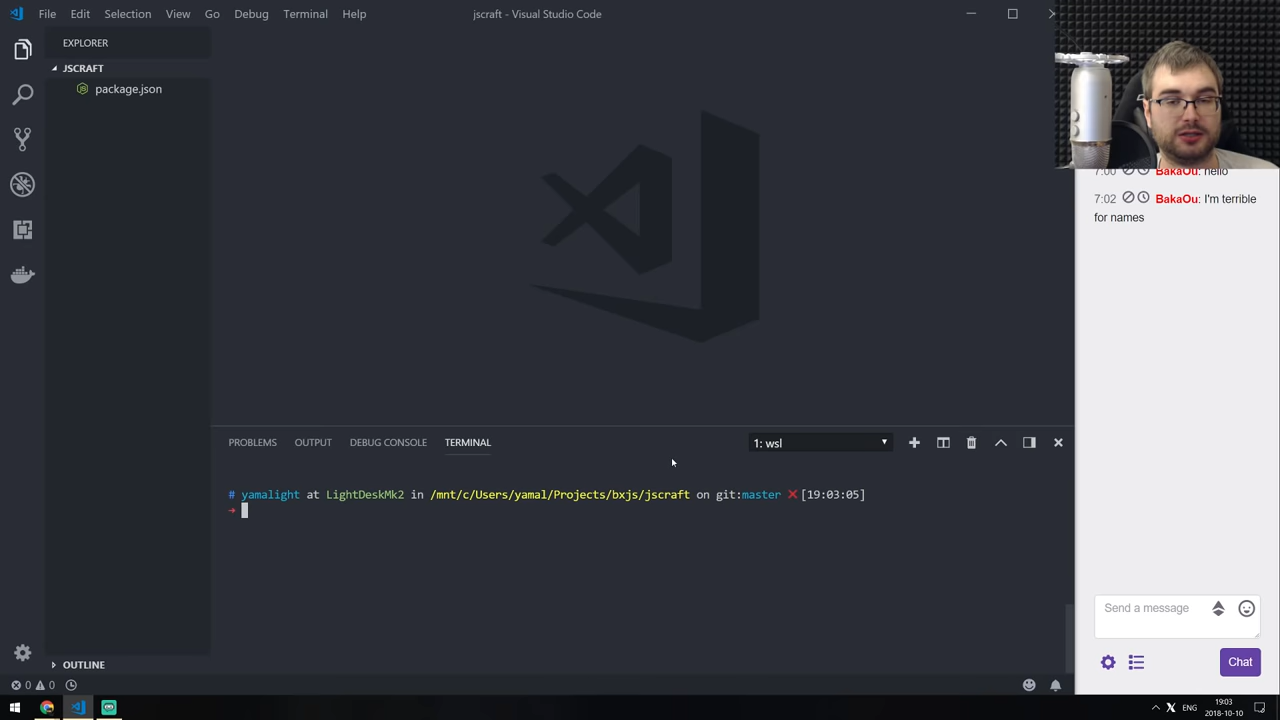 File Edit Selection View Go Debug Terminal Help
jscraft - Visual Studio Code
EXPLORER
JSCRAFT
package.json
OUTLINE
PROBLEMS OUTPUT DEBUG CONSOLE TERMINAL
1: wsl
# yamalight at LightDeskMk2 in /mnt/c/Users/yamal/Projects/bxjs/jscraft on git:master ❌[19:03:05]
➜
0 0
7:00 BakaOu: hello
7:02 BakaOu: I'm terrible
for names
Send a message
Chat
ENG
19:03
2018-10-10